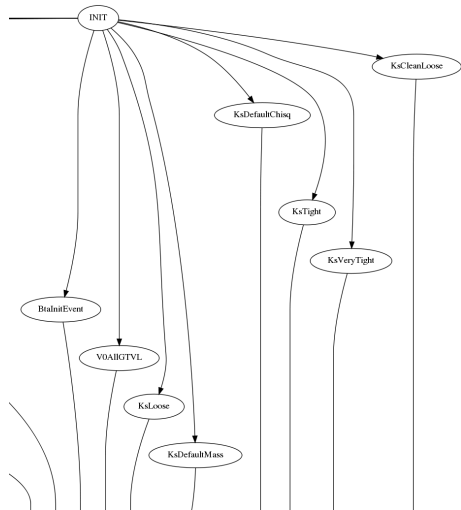 INIT
KsCleanLoose
KsDefaultChisq
KsTight
KsVeryTight
BtaInitEvent
V0AllGTVL
KsLoose
KsDefaultMass